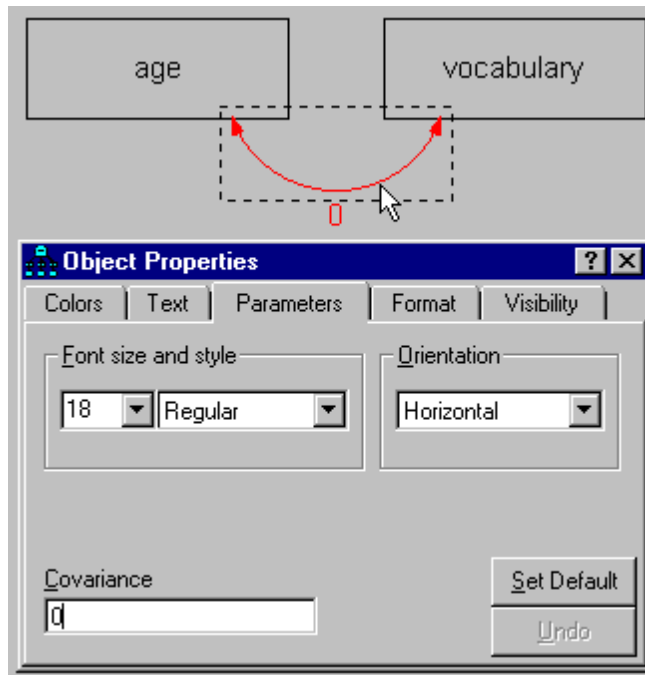 age vocabulary
0
Object Properties
Colors Text Parameters Format Visibility
Font size and style Orientation
18 Regular Horizontal
Covariance Set Default
0
Undo